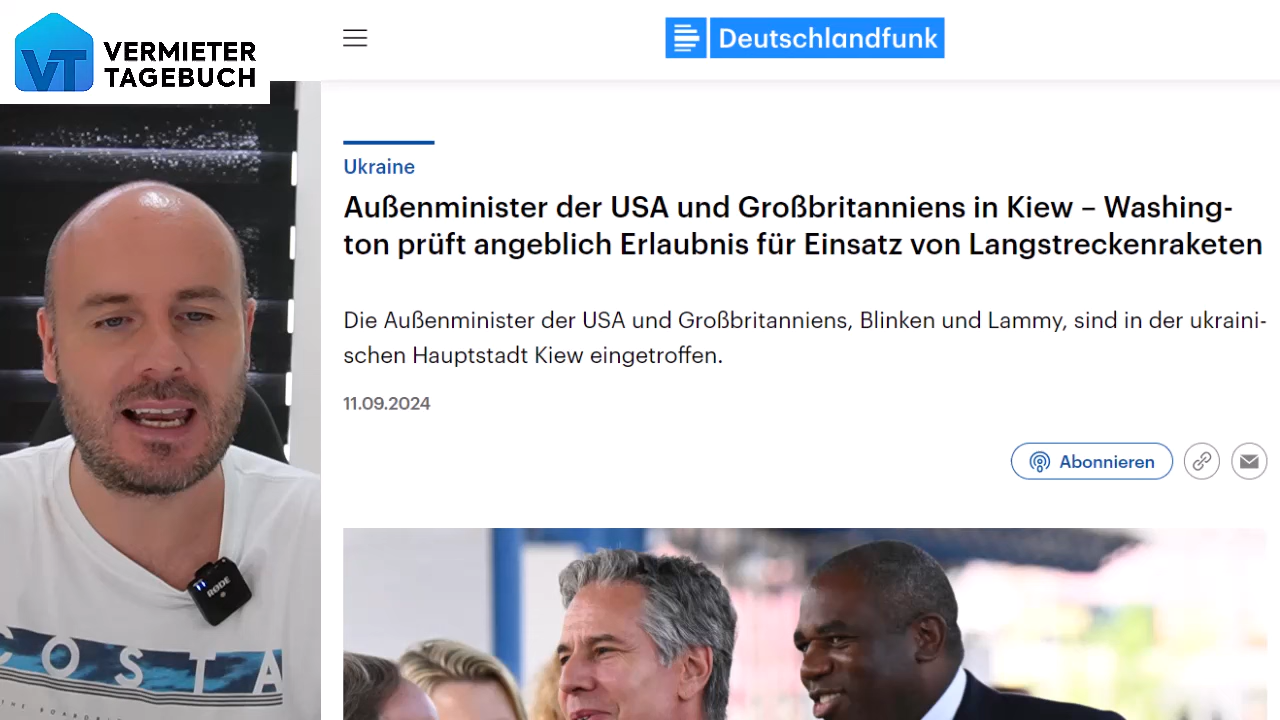 VT VERMIETER
TAGEBUCH
Deutschlandfunk
Ukraine
Außenminister der USA und Großbritanniens in Kiew – Washing-
ton prüft angeblich Erlaubnis für Einsatz von Langstreckenraketen
Die Außenminister der USA und Großbritanniens, Blinken und Lammy, sind in der ukraini-
schen Hauptstadt Kiew eingetroffen.
11.09.2024
Abonnieren
RØDE
COSTA